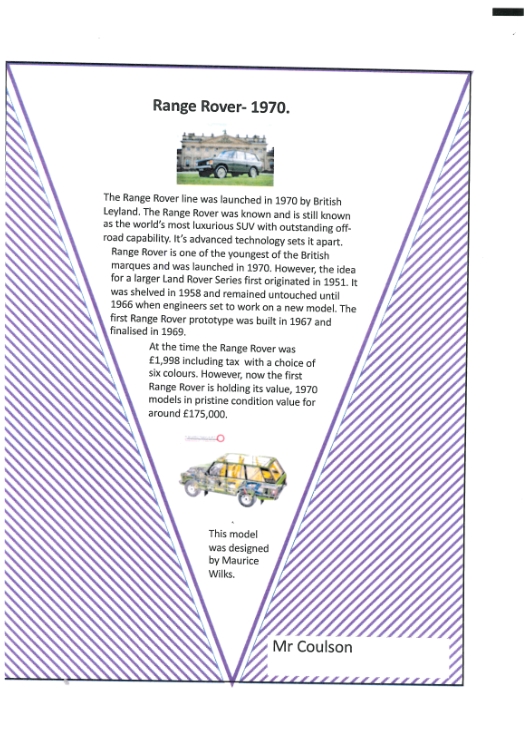 Range Rover- 1970.
The Range Rover line was launched in 1970 by British
Leyland. The Range Rover was known and is still known
as the world's most luxurious SUV with outstanding off-
road capability. It's advanced technology sets it apart.
Range Rover is one of the youngest of the British
marques and was launched in 1970. However, the idea
for a larger Land Rover Series first originated in 1951. It
was shelved in 1958 and remained untouched until
1966 when engineers set to work on a new model. The
first Range Rover prototype was built in 1967 and
finalised in 1969.
At the time the Range Rover was
£1,998 including tax with a choice of
six colours. However, now the first
Range Rover is holding its value, 1970
models in pristine condition value for
around £175,000.
This model
was designed
by Maurice
Wilks.
Mr Coulson